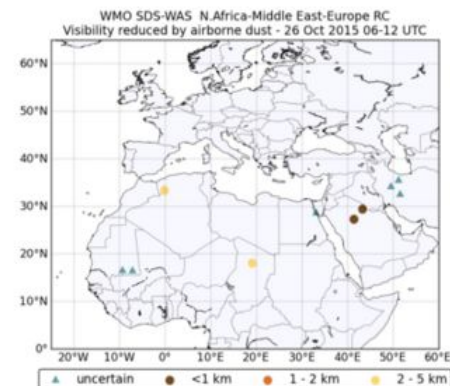 WMO SDS-WAS N.Africa-Middle East-Europe RC
Visibility reduced by airborne dust - 26 Oct 2015 06-12 UTC
60°N
50°N
40°N
30°N
20°N
10°N
0°
20°W 10°W 0° 10°E 20°E 30°E 40°E 50°E 60°E
uncertain <1 km 1 - 2 km 2 - 5 km